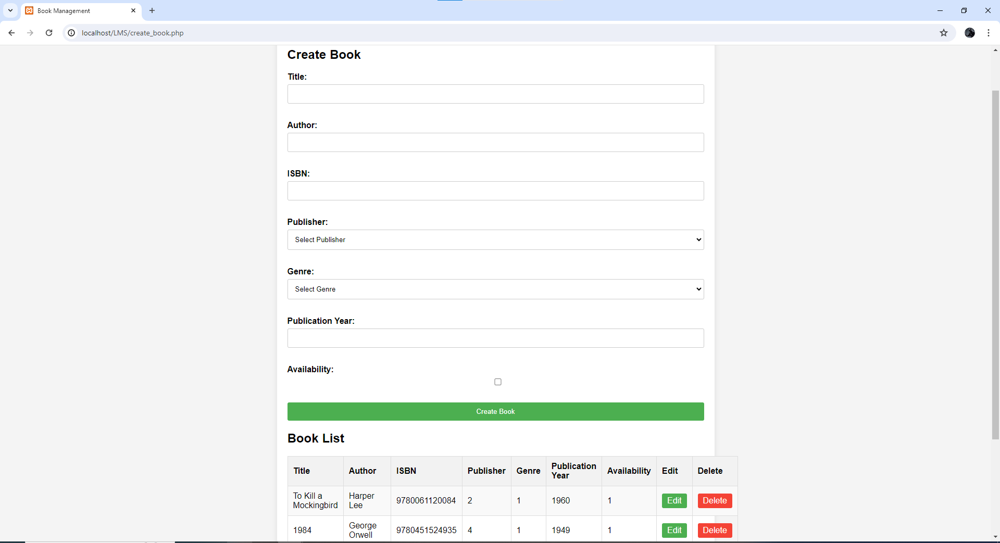 Book Management
localhost/LMS/create_book.php
Create Book
Title:
Author:
ISBN:
Publisher:
Select Publisher
Genre:
Select Genre
Publication Year:
Availability:
Create Book
Book List
Title Author ISBN Publisher Genre Publication Year Availability Edit Delete
To Kill a Mockingbird Harper Lee 9780061120084 2 1 1960 1 Edit Delete
1984 George Orwell 9780451524935 4 1 1949 1 Edit Delete